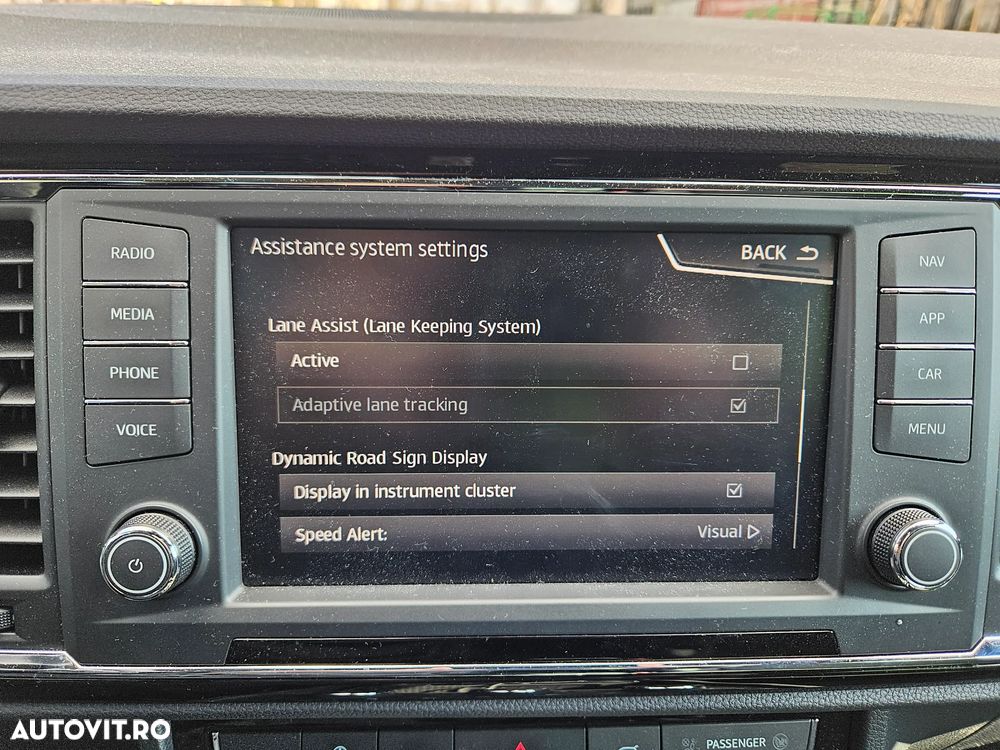 RADIO
MEDIA
PHONE
VOICE
Assistance system settings
BACK
Lane Assist (Lane Keeping System)
Active
Adaptive lane tracking
Dynamic Road Sign Display
Display in instrument cluster
Speed Alert: Visual
NAV
APP
CAR
MENU
PASSENGER
AUTOVIT.RO